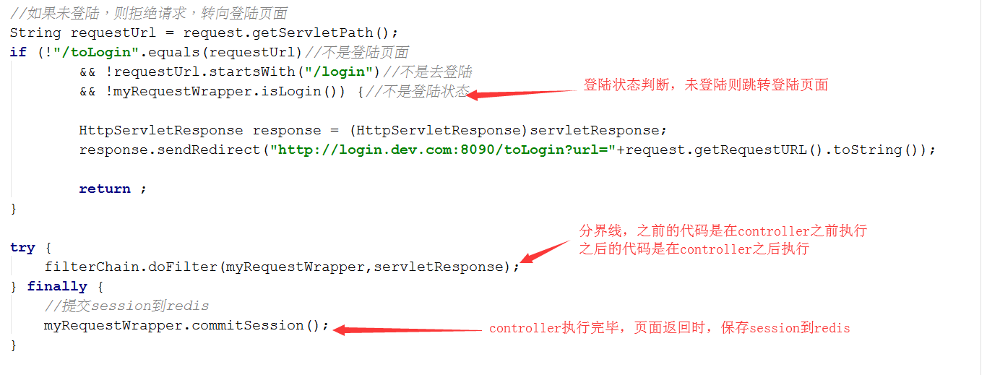 //如果未登陆，则拒绝请求，转向登陆页面
String requestUrl = request.getServletPath();
if (!"/toLogin".equals(requestUrl)//不是登陆页面
&& !requestUrl.startsWith("/login")//不是去登陆
&& !myRequestWrapper.isLogin()) {//不是登陆状态
登陆状态判断，未登陆则跳转登陆页面
HttpServletResponse response = (HttpServletResponse)servletResponse;
response.sendRedirect("http://login.dev.com:8090/toLogin?url="+request.getRequestURL().toString());
return ;
}
分界线，之前的代码是在controller之前执行
之后的代码是在controller之后执行
try {
filterChain.doFilter(myRequestWrapper,servletResponse);
} finally {
//提交session到redis
myRequestWrapper.commitSession();
controller执行完毕，页面返回时，保存session到redis
}